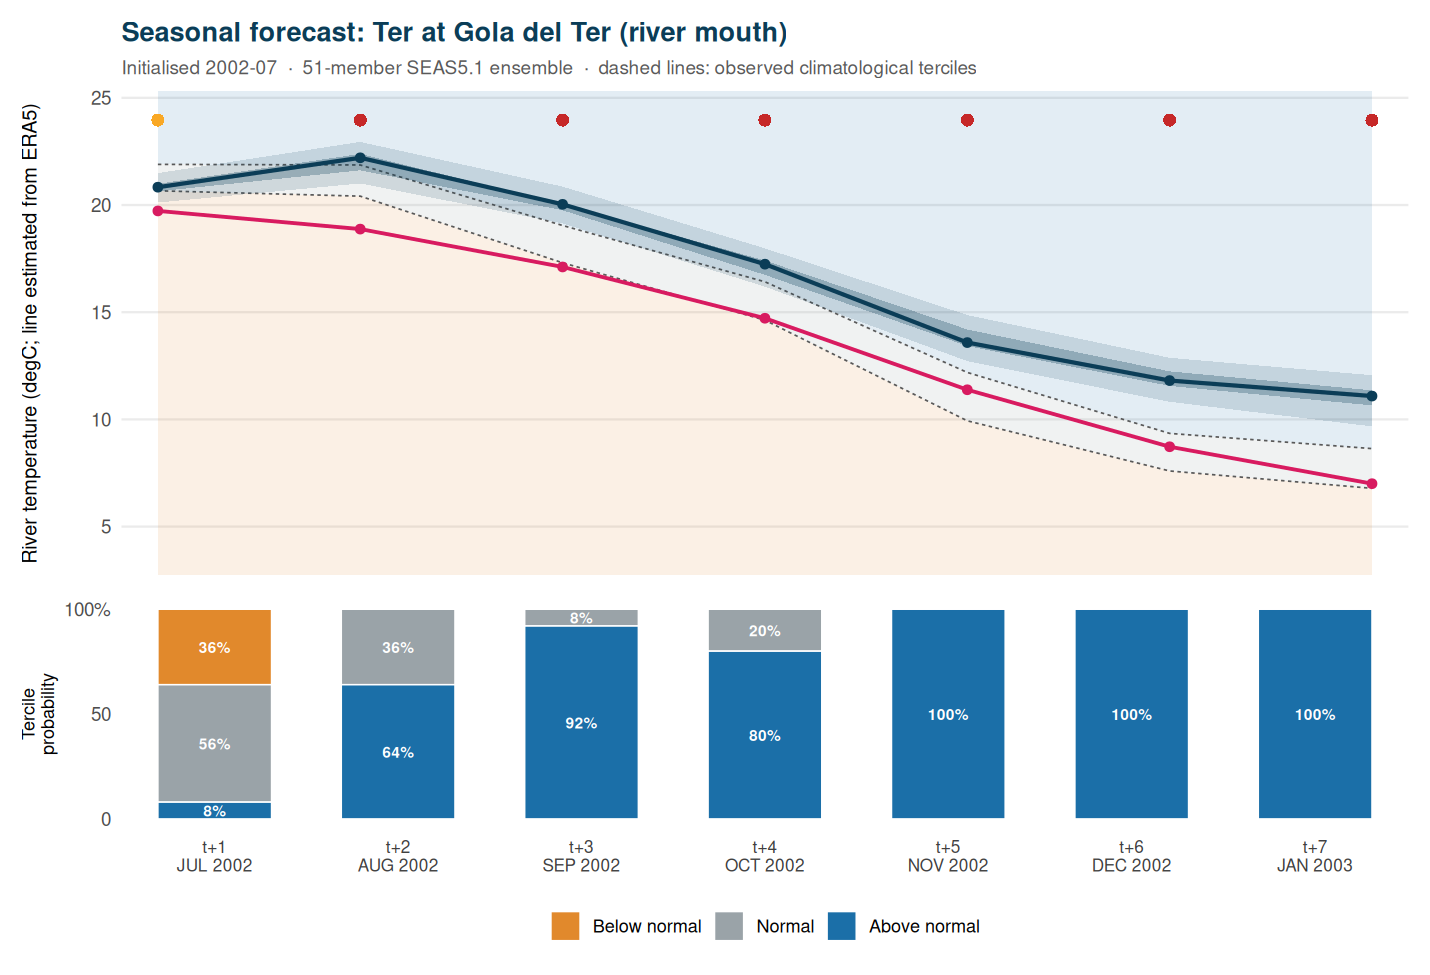 Seasonal forecast: Ter at Gola del Ter (river mouth)
Initialised 2002-07 · 51-member SEAS5.1 ensemble · dashed lines: observed climatological terciles
River temperature (degC; line estimated from ERA5)
25
20
15
10
5
Tercile
probability
100%
50
0
36%
56%
8%
36%
64%
8%
92%
20%
80%
100%
100%
100%
t+1
JUL 2002
t+2
AUG 2002
t+3
SEP 2002
t+4
OCT 2002
t+5
NOV 2002
t+6
DEC 2002
t+7
JAN 2003
Below normal
Normal
Above normal